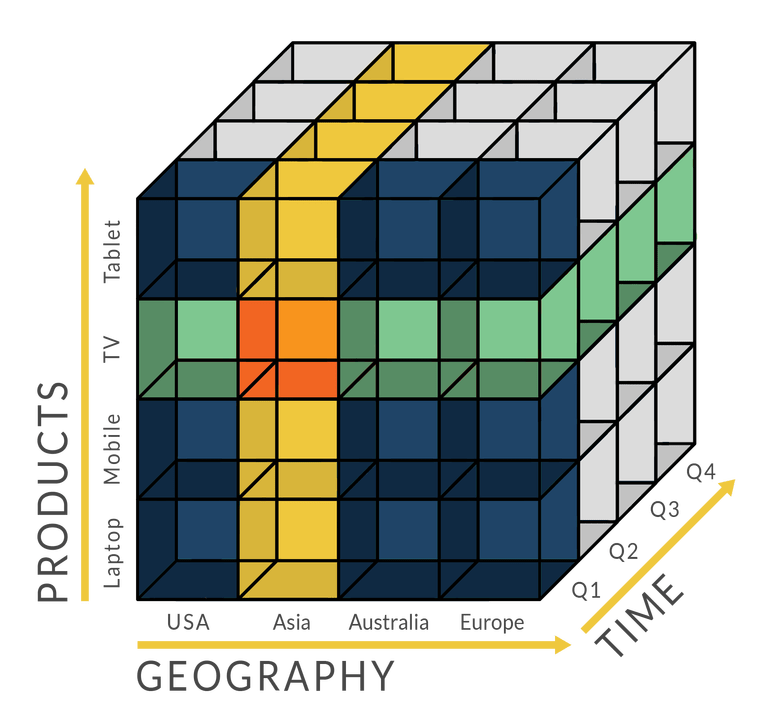 PRODUCTS
Tablet
TV
Mobile
Laptop
USA Asia Australia Europe
GEOGRAPHY
Q1
Q2
Q3
Q4
TIME